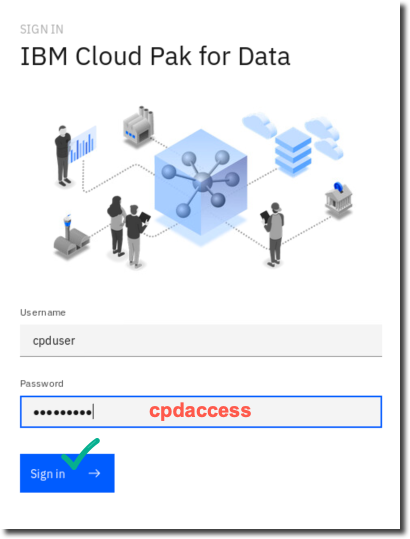 SIGN IN
IBM Cloud Pak for Data
Username
cpduser
Password
●●●●●●●●● cpdaccess
Sign in →